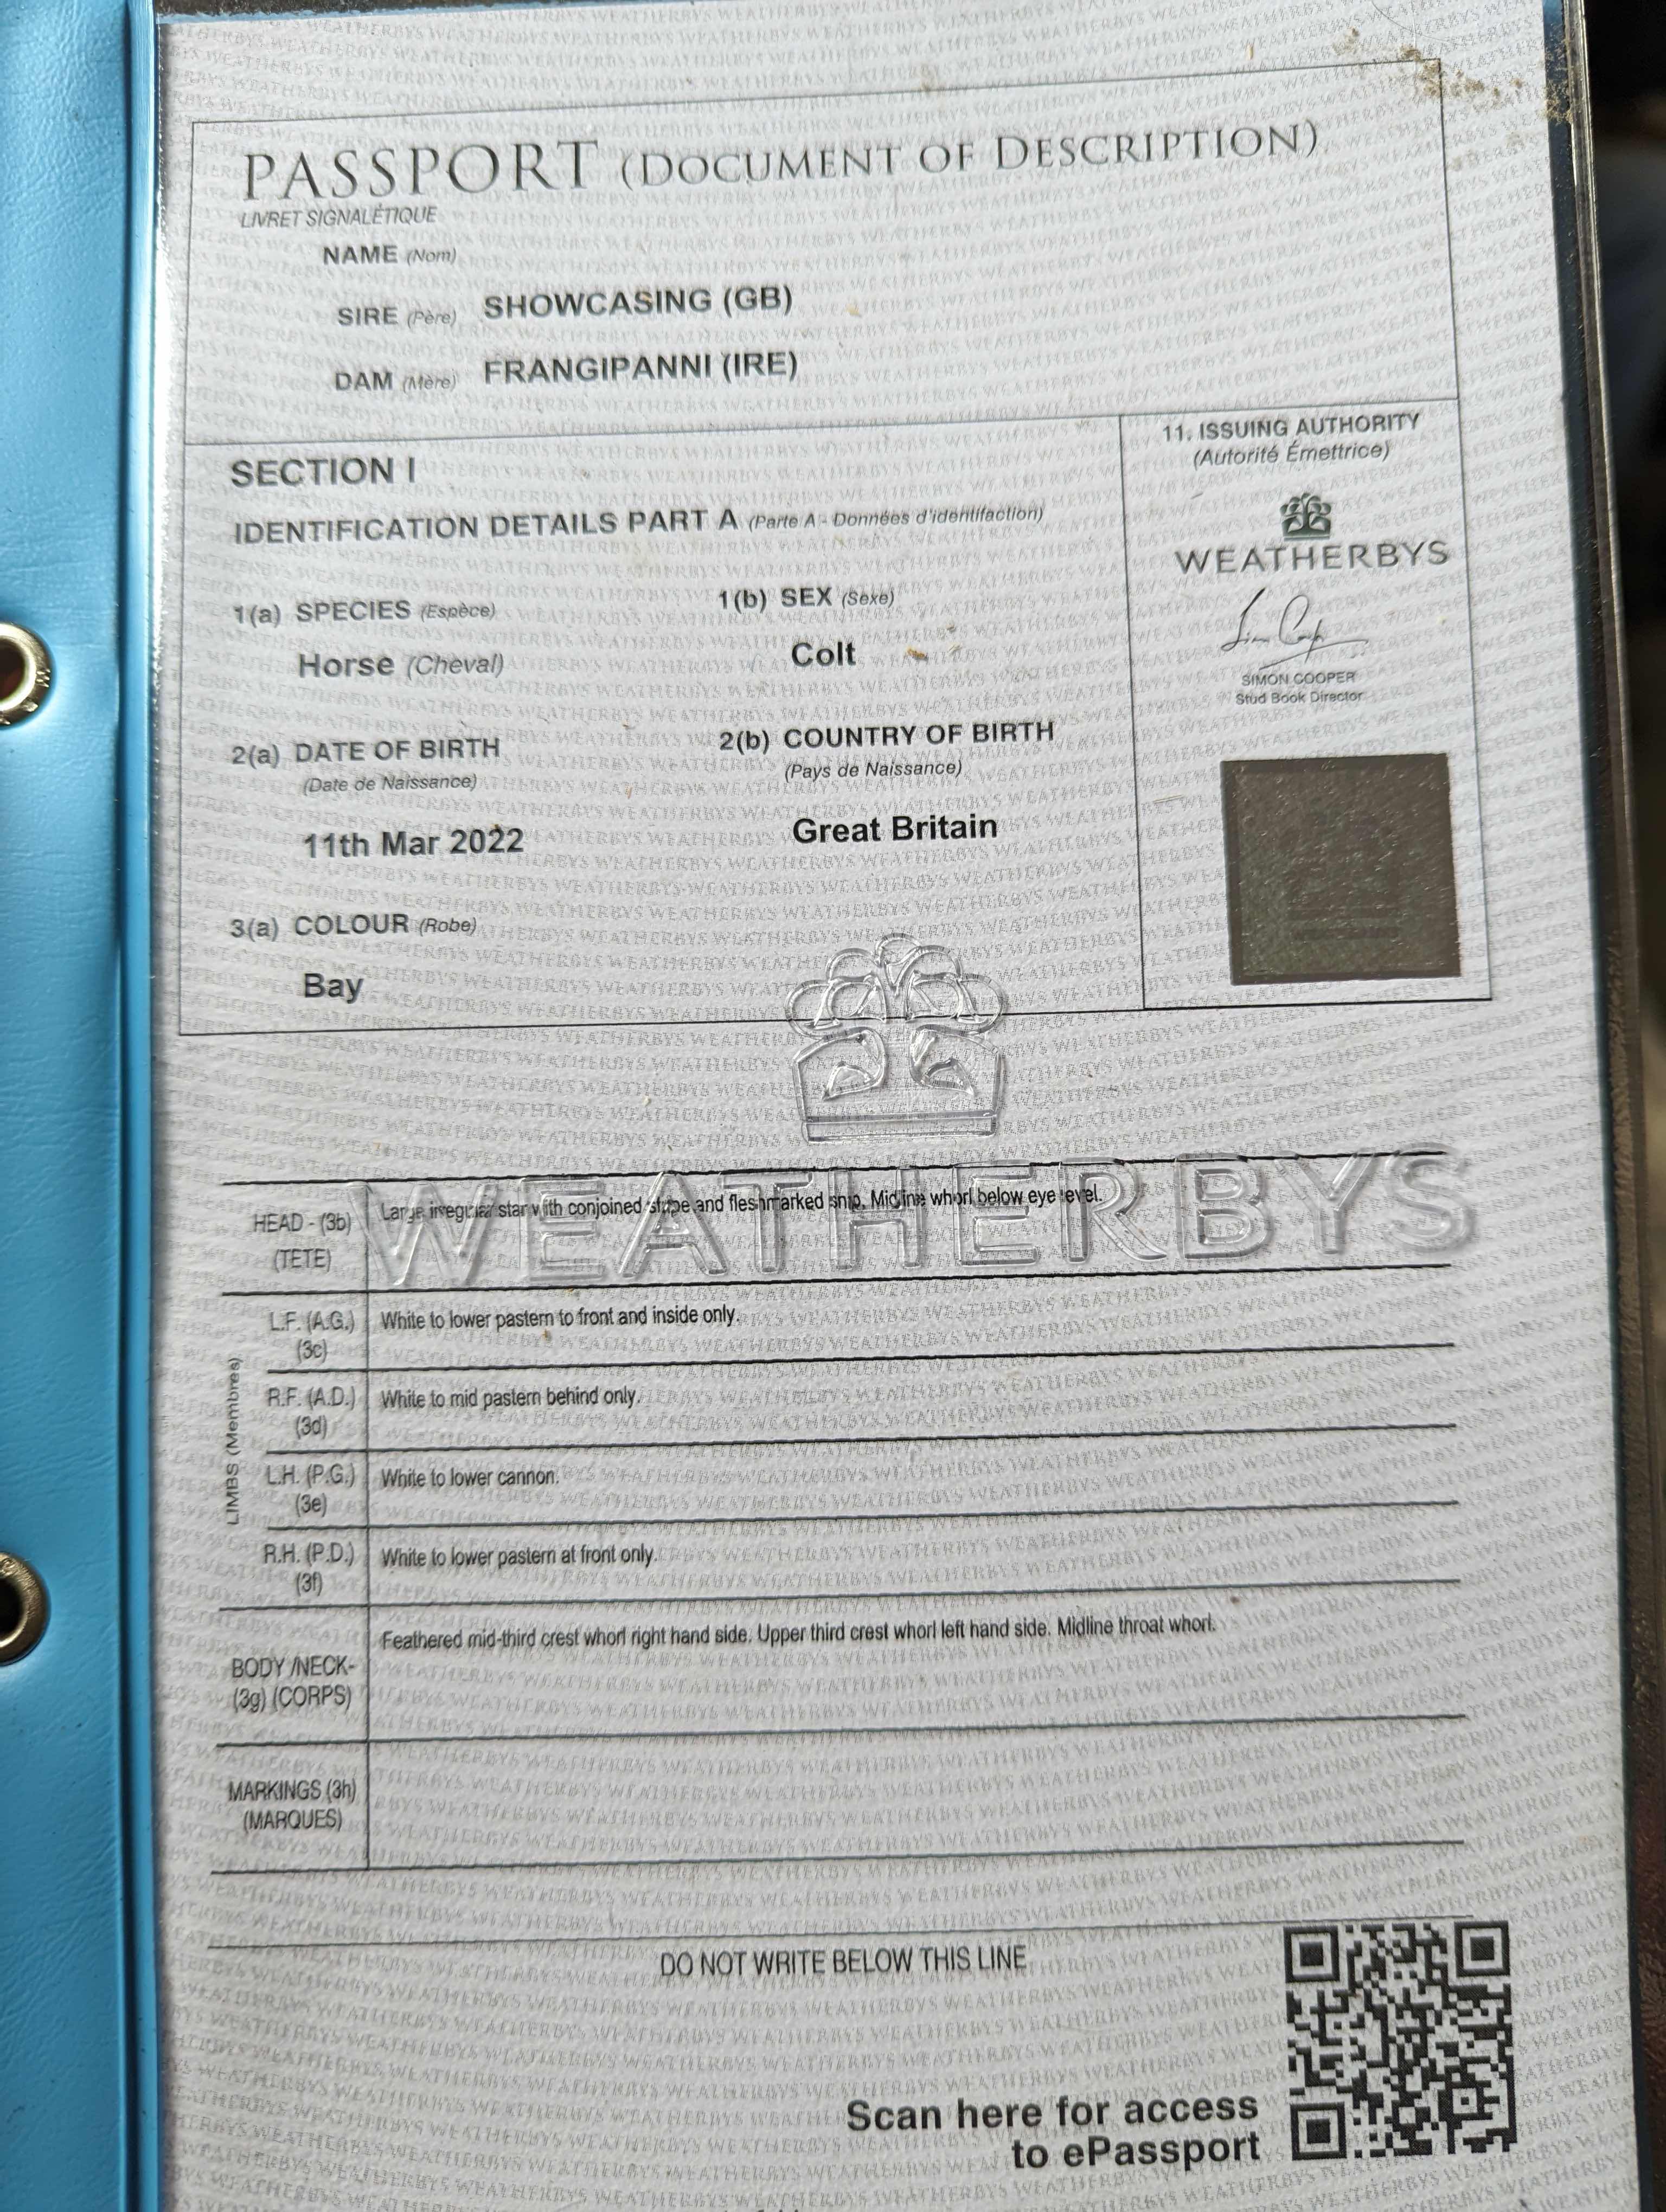 PASSPORT (DOCUMENT OF DESCRIPTION)
LIVRET SIGNALÉTIQUE
NAME (Nom)
SIRE (Père) SHOWCASING (GB)
DAM (Mère) FRANGIPANNI (IRE)
SECTION I
IDENTIFICATION DETAILS PART A (Parte A - Données d'identifaction)
1(a) SPECIES (Espèce)
Horse (Cheval)
1(b) SEX (Sexe)
Colt
2(a) DATE OF BIRTH
(Date de Naissance)
11th Mar 2022
2(b) COUNTRY OF BIRTH
(Pays de Naissance)
Great Britain
3(a) COLOUR (Robe)
Bay
11. ISSUING AUTHORITY
(Autorité Émettrice)
WEATHERBYS
SIMON COOPER
Stud Book Director
WEATHERBYS
HEAD - (3b)
(TETE)
Large irregular star with conjoined stripe and fleshmarked snip. Midline whorl below eye level.
LIMBS (Membres)
L.F. (A.G.)
(3c)
White to lower pastern to front and inside only.
R.F. (A.D.)
(3d)
White to mid pastern behind only.
L.H. (P.G.)
(3e)
White to lower cannon.
R.H. (P.D.)
(3f)
White to lower pastern at front only.
BODY /NECK-
(3g) (CORPS)
Feathered mid-third crest whorl right hand side. Upper third crest whorl left hand side. Midline throat whorl.
MARKINGS (3h)
(MARQUES)
DO NOT WRITE BELOW THIS LINE
Scan here for access
to ePassport